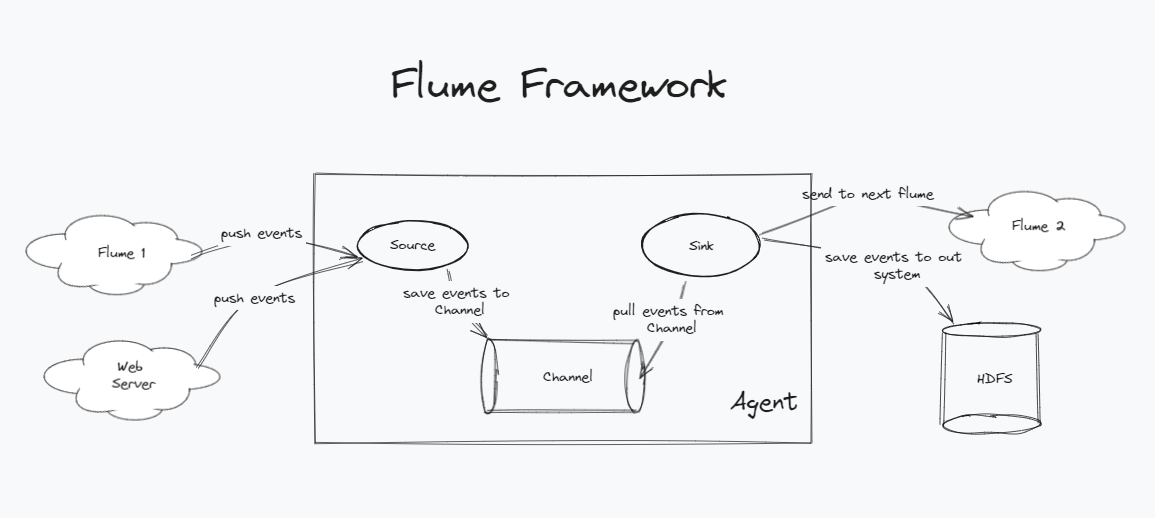 Flume Framework
send to next flume
Flume 1
push events
Source
Sink
Flume 2
save events to out
system
push events
save events to
Channel
pull events from
Channel
Web
Server
Channel
HDFS
Agent